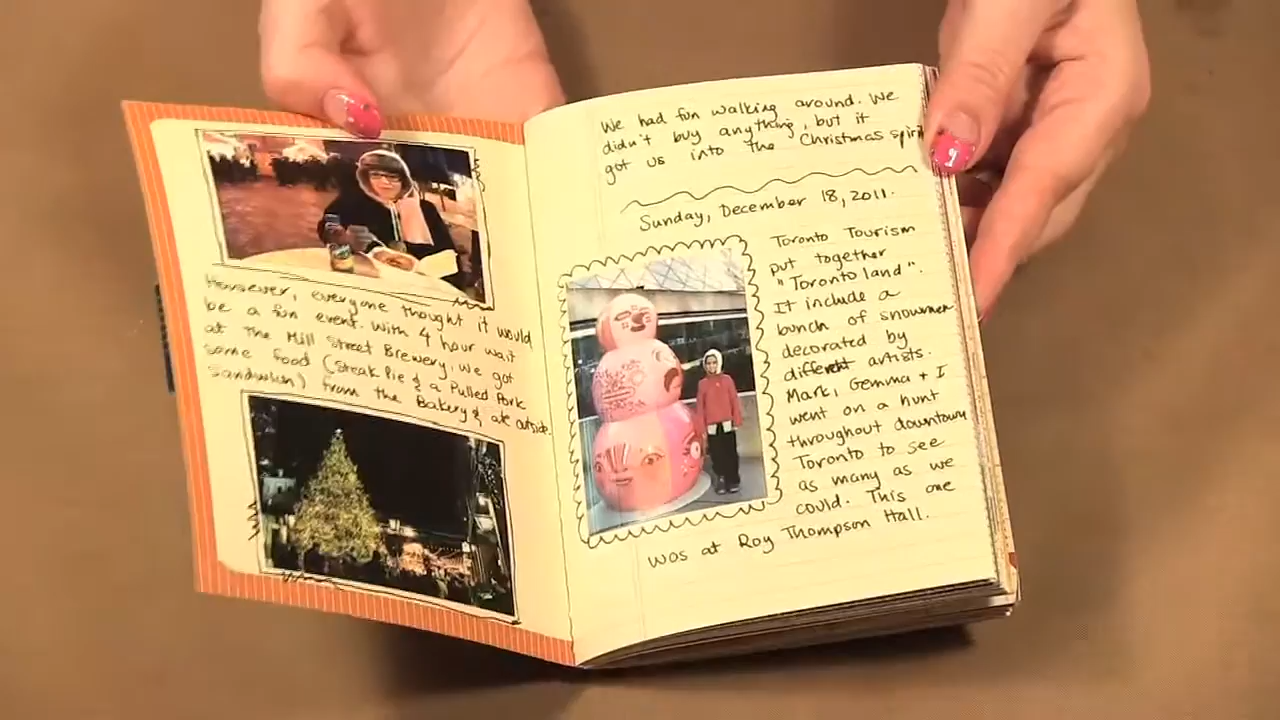 However, everyone thought it would
be a fun event. With 4 hour wait
at the Mill Street Brewery, we got
some food (Steak Pie & a Pulled Pork
Sandwich) from the Bakery & ate outside.
We had fun walking around. We
didn't buy anything, but it
got us into the Christmas spirit
Sunday, December 18, 2011.
Toronto Tourism
put together
"Toronto land".
It include a
bunch of snowmen
decorated by
different artists.
Mark, Gemma + I
went on a hunt
throughout downtown
Toronto to see
as many as we
could. This one
was at Roy Thompson Hall.